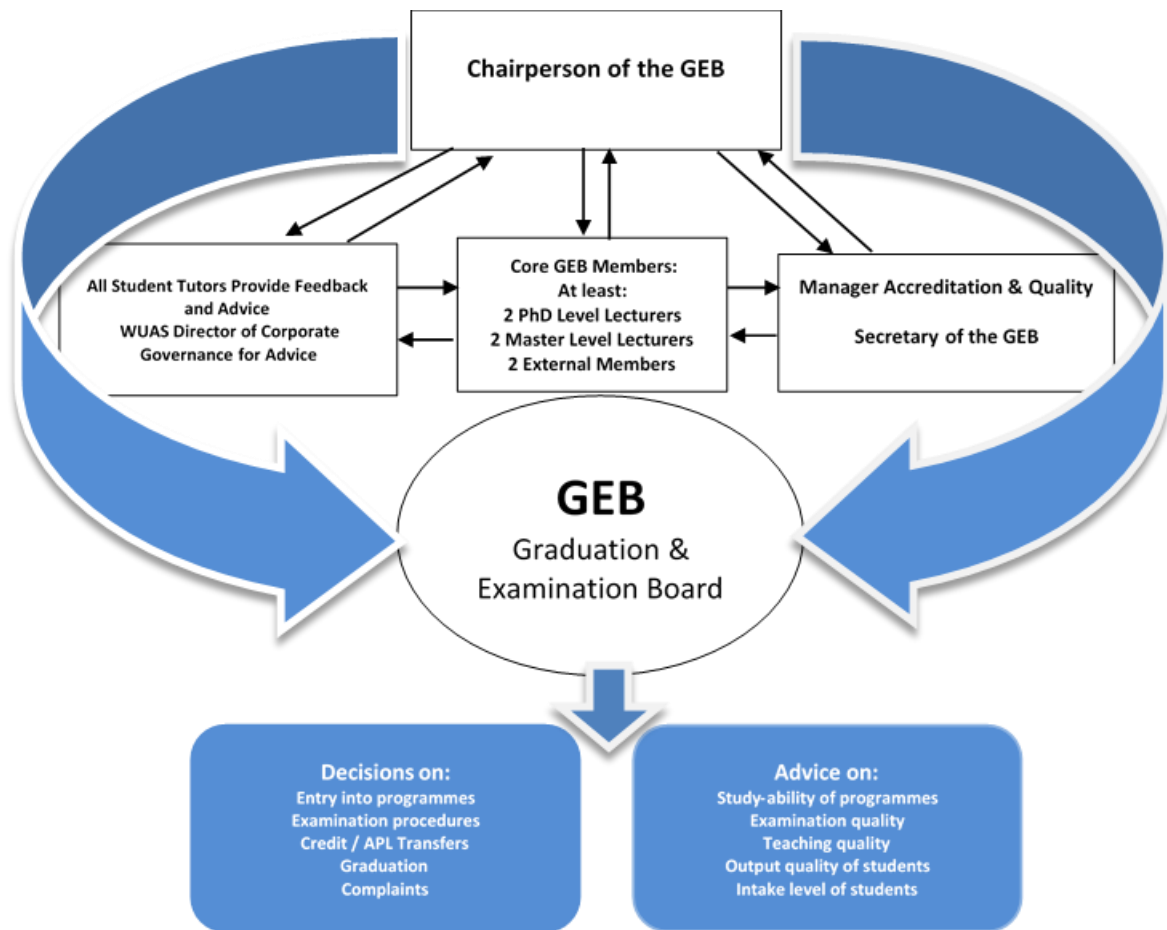 Chairperson of the GEB
All Student Tutors Provide Feedback
and Advice
WUAS Director of Corporate
Governance for Advice
Core GEB Members:
At least:
2 PhD Level Lecturers
2 Master Level Lecturers
2 External Members
Manager Accreditation & Quality
Secretary of the GEB
GEB
Graduation &
Examination Board
Decisions on:
Entry into programmes
Examination procedures
Credit / APL Transfers
Graduation
Complaints
Advice on:
Study-ability of programmes
Examination quality
Teaching quality
Output quality of students
Intake level of students